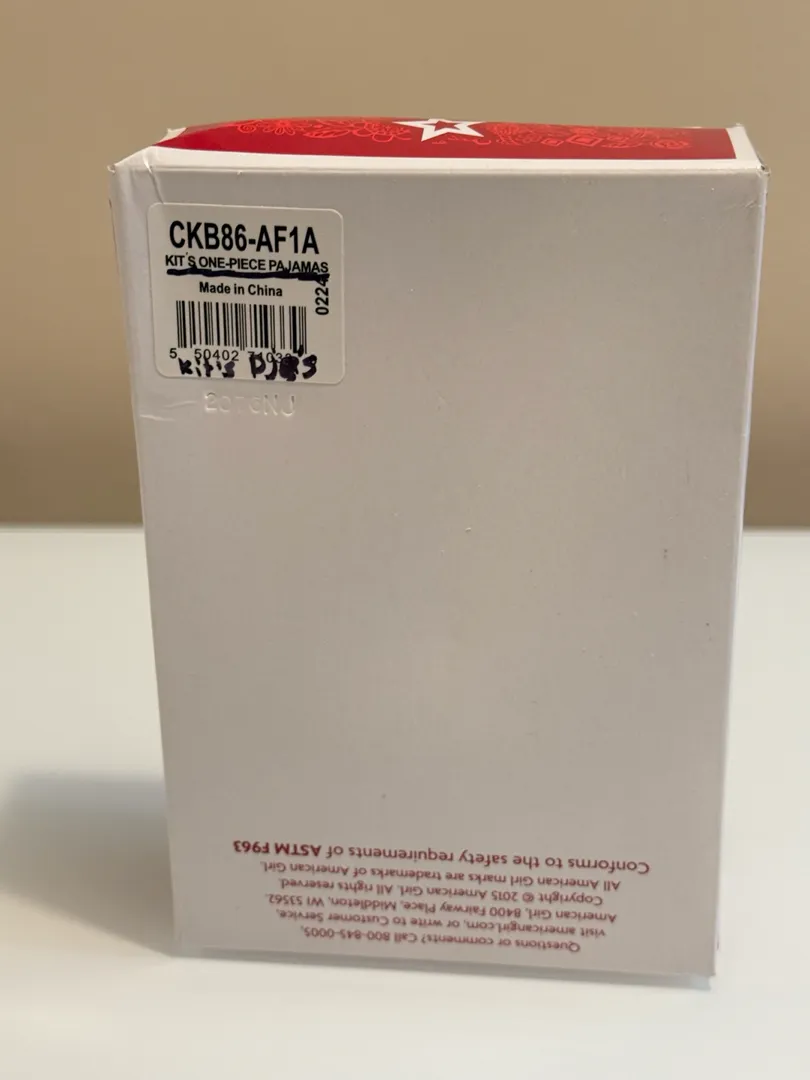 CKB86-AF1A
KIT'S ONE-PIECE PAJAMAS
Made in China
0224
5 50402
Kit's PJ's
Questions or comments? Call 800-845-0005,
visit americangirl.com, or write to Customer Service,
American Girl, 8400 Fairway Place, Middleton, WI 53562.
Copyright © 2015 American Girl. All rights reserved.
All American Girl marks are trademarks of American Girl.
Conforms to the safety requirements of ASTM F963